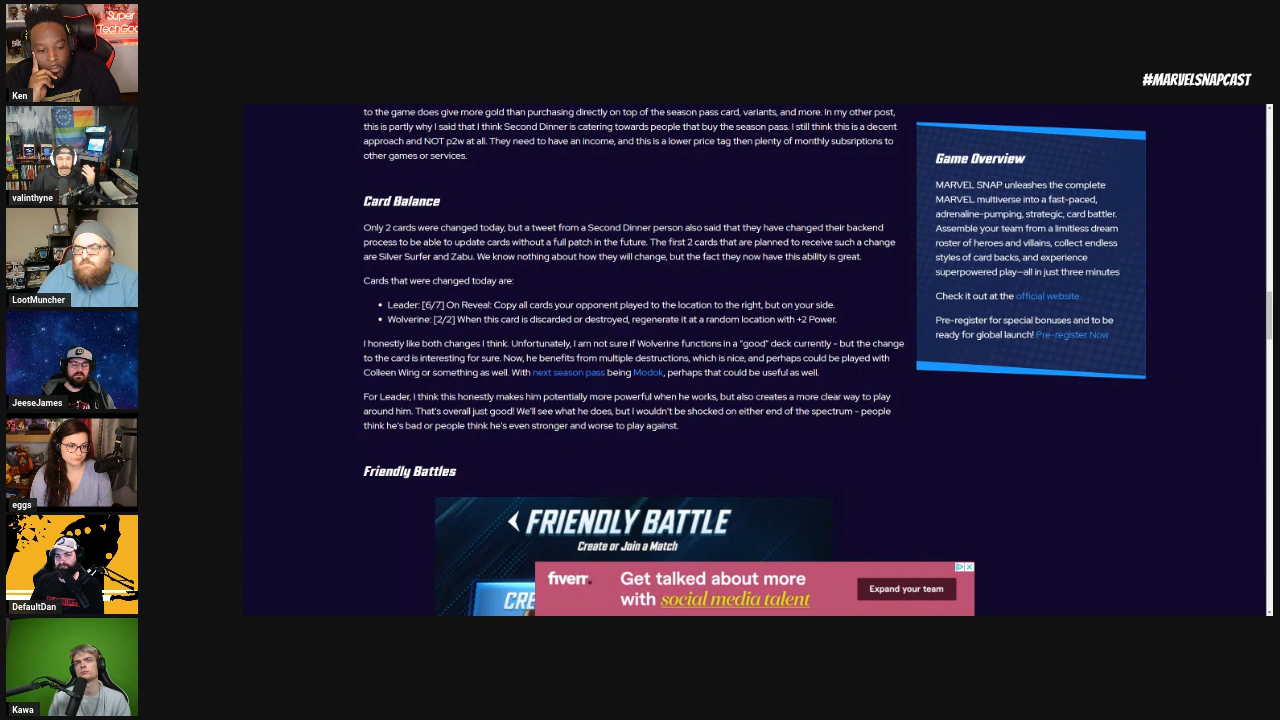 Super
TechGod
Ken
valinthyne
LootMuncher
JeeseJames
eggs
DefaultDan
Kawa
#MARVELSNAPCAST
to the game does give more gold than purchasing directly on top of the season pass card, variants, and more. In my other post,
this is partly why I said that I think Second Dinner is catering towards people that buy the season pass. I still think this is a decent
approach and NOT p2w at all. They need to have an income, and this is a lower price tag then plenty of monthly subsriptions to
other games or services.
Card Balance
Only 2 cards were changed today, but a tweet from a Second Dinner person also said that they have changed their backend
process to be able to update cards without a full patch in the future. The first 2 cards that are planned to receive such a change
are Silver Surfer and Zabu. We know nothing about how they will change, but the fact they now have this ability is great.
Cards that were changed today are:
• Leader: [6/7] On Reveal: Copy all cards your opponent played to the location to the right, but on your side.
• Wolverine: [2/2] When this card is discarded or destroyed, regenerate it at a random location with +2 Power.
I honestly like both changes I think. Unfortunately, I am not sure if Wolverine functions in a "good" deck currently - but the change
to the card is interesting for sure. Now, he benefits from multiple destructions, which is nice, and perhaps could be played with
Colleen Wing or something as well. With next season pass being Modok, perhaps that could be useful as well.
For Leader, I think this honestly makes him potentially more powerful when he works, but also creates a more clear way to play
around him. That's overall just good! We'll see what he does, but I wouldn't be shocked on either end of the spectrum - people
think he's bad or people think he's even stronger and worse to play against.
Friendly Battles
FRIENDLY BATTLE
Create or Join a Match
CRE
fiverr.
Get talked about more
with social media talent
Expand your team
Game Overview
MARVEL SNAP unleashes the complete
MARVEL multiverse into a fast-paced,
adrenaline-pumping, strategic, card battler.
Assemble your team from a limitless dream
roster of heroes and villains, collect endless
styles of card backs, and experience
superpowered play—all in just three minutes
Check it out at the official website
Pre-register for special bonuses and to be
ready for global launch! Pre-register Now